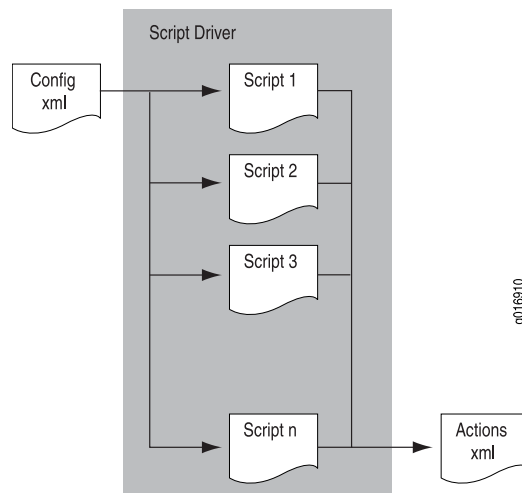 Script Driver
Config
xml
Script 1
Script 2
Script 3
Script n
Actions
xml
g016910